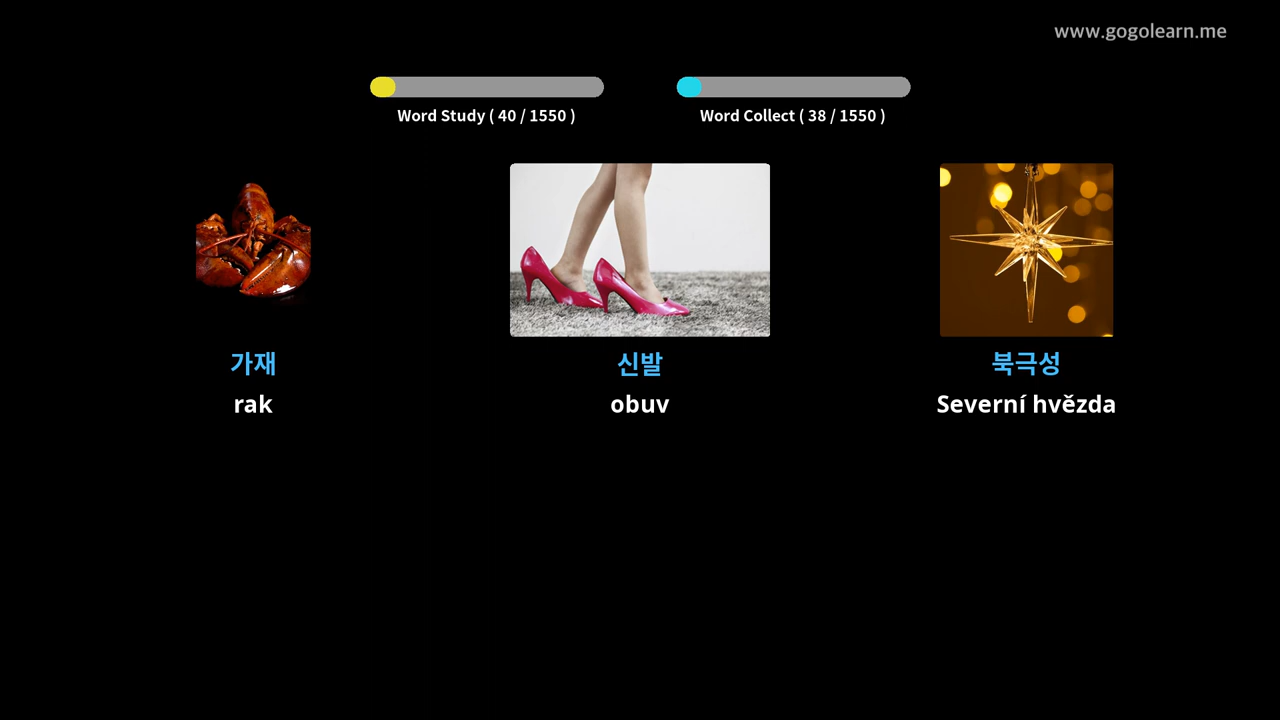 www.gogolearn.me
Word Study ( 40 / 1550 )
Word Collect ( 38 / 1550 )
가재
rak
신발
obuv
북극성
Severní hvězda